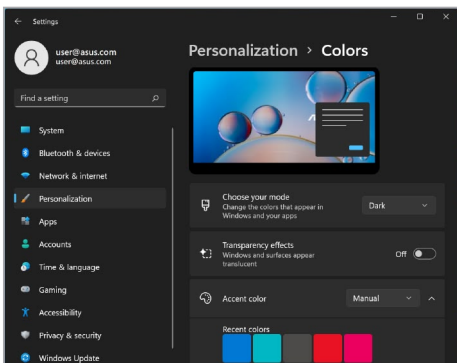 Settings
user@asus.com
user@asus.com
Find a setting
System
Bluetooth & devices
Network & internet
Personalization
Apps
Accounts
Time & language
Gaming
Accessibility
Privacy & security
Windows Update
Personalization > Colors
Choose your mode
Change the colors that appear in
Windows and your apps
Dark
Transparency effects
Windows and surfaces appear
translucent
Off
Accent color
Manual
Recent colors